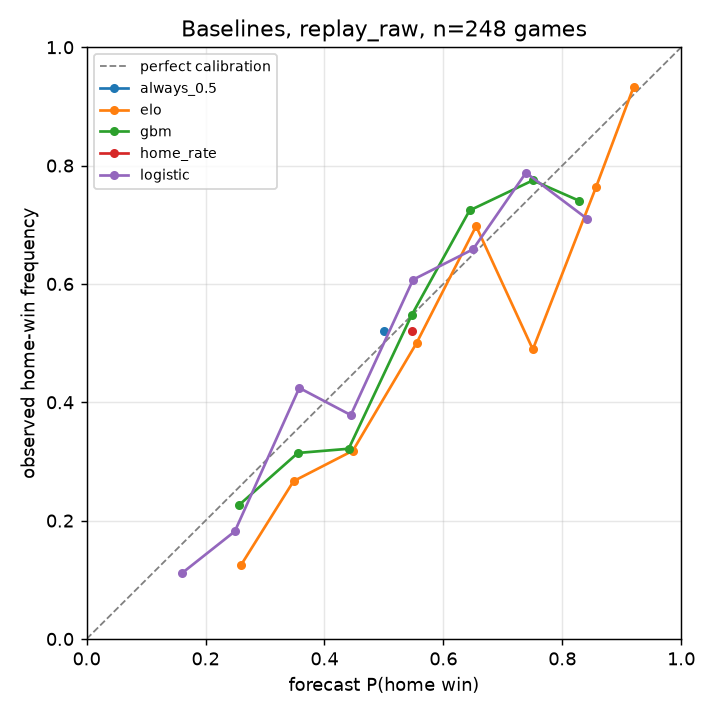 Baselines, replay_raw, n=248 games
1.0
0.8
0.6
0.4
0.2
0.0
observed home-win frequency
perfect calibration
always_0.5
elo
gbm
home_rate
logistic
0.0 0.2 0.4 0.6 0.8 1.0
forecast P(home win)